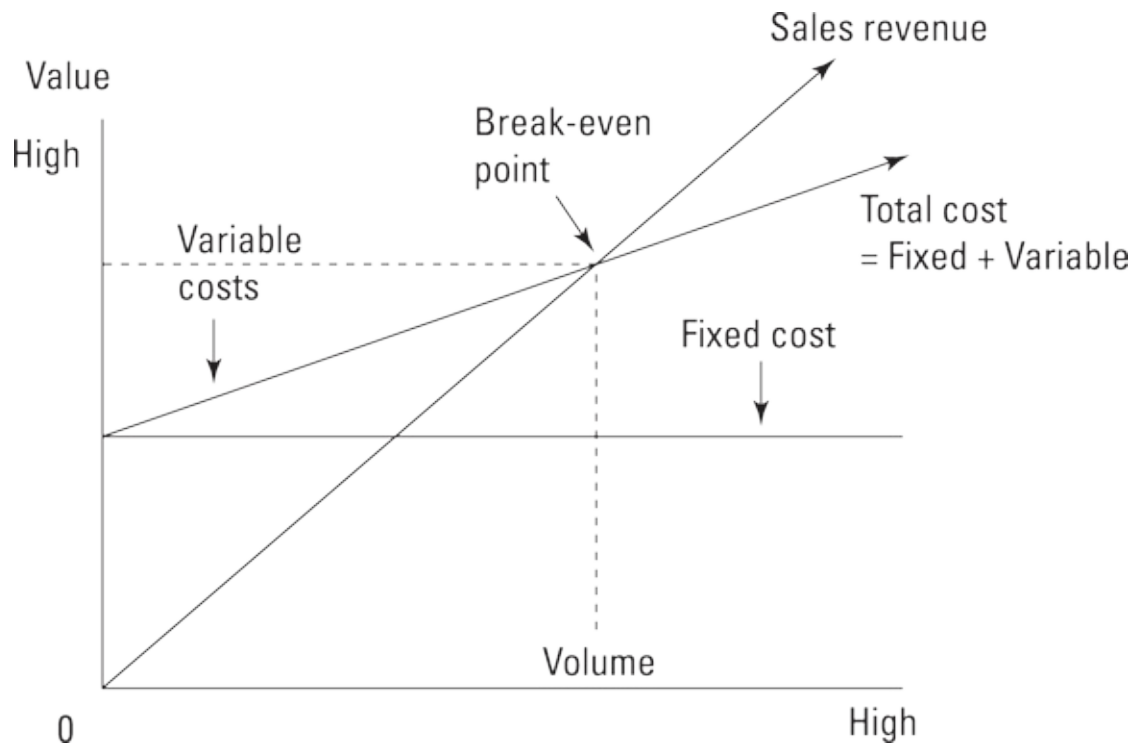 Sales revenue
Value
High
Break-even
point
Variable
costs
Total cost
= Fixed + Variable
Fixed cost
Volume
0
High